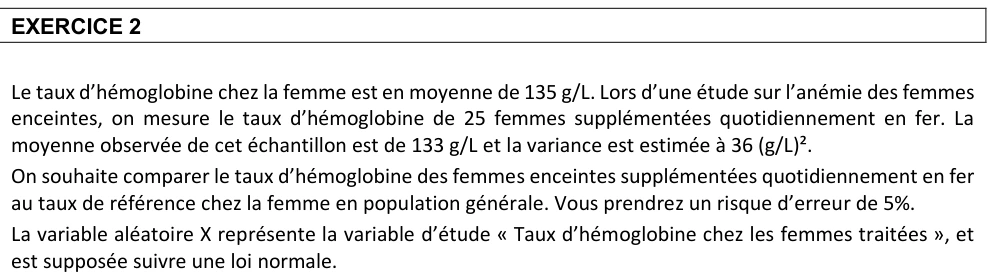 EXERCICE 2
Le taux d'hémoglobine chez la femme est en moyenne de 135 g/L. Lors d'une étude sur l'anémie des femmes
enceintes, on mesure le taux d'hémoglobine de 25 femmes supplémentées quotidiennement en fer. La
moyenne observée de cet échantillon est de 133 g/L et la variance est estimée à 36 (g/L)².
On souhaite comparer le taux d'hémoglobine des femmes enceintes supplémentées quotidiennement en fer
au taux de référence chez la femme en population générale. Vous prendrez un risque d'erreur de 5%.
La variable aléatoire X représente la variable d'étude « Taux d'hémoglobine chez les femmes traitées », et
est supposée suivre une loi normale.